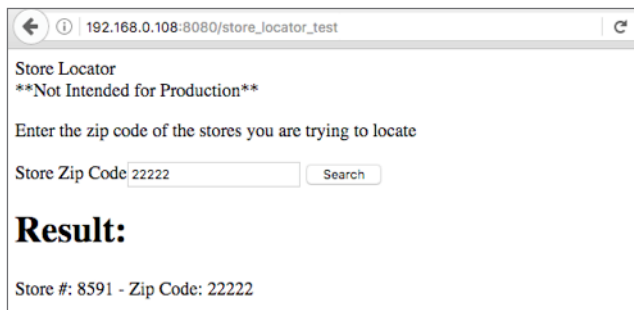 192.168.0.108:8080/store_locator_test
Store Locator
**Not Intended for Production**
Enter the zip code of the stores you are trying to locate
Store Zip Code 22222 Search
Result:
Store #: 8591 - Zip Code: 22222